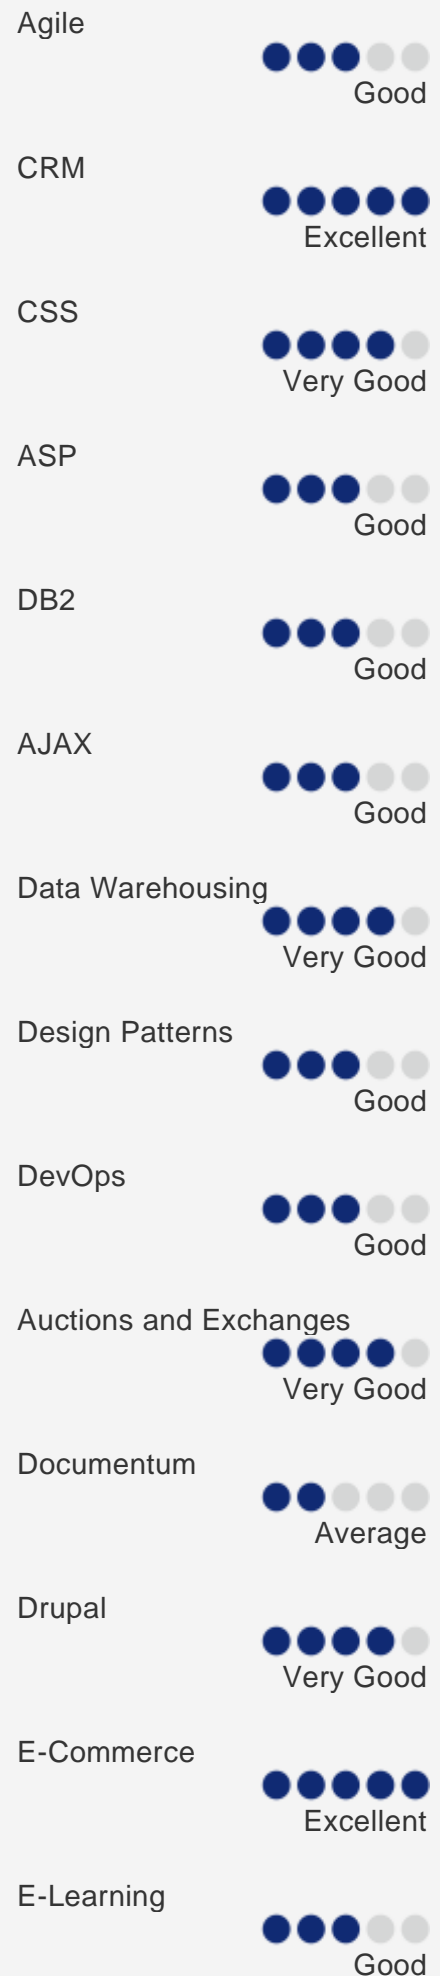 Agile
Good
CRM
Excellent
CSS
Very Good
ASP
Good
DB2
Good
AJAX
Good
Data Warehousing
Very Good
Design Patterns
Good
DevOps
Good
Auctions and Exchanges
Very Good
Documentum
Average
Drupal
Very Good
E-Commerce
Excellent
E-Learning
Good